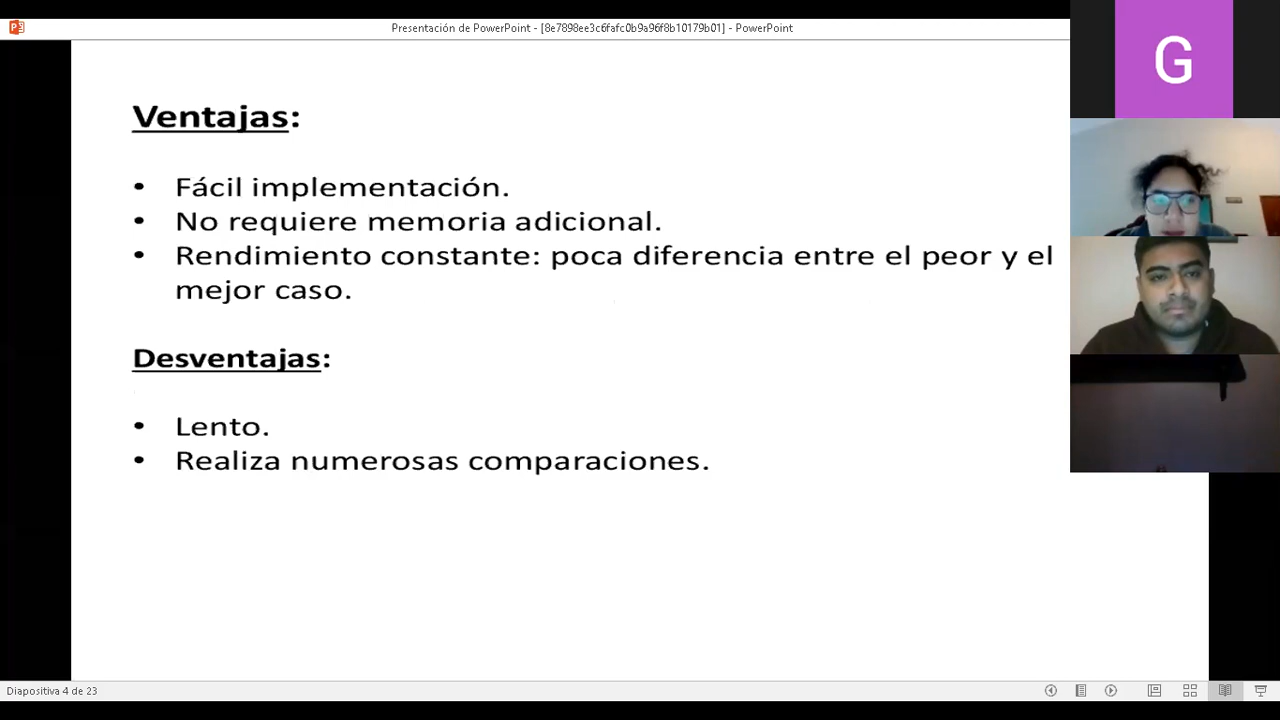 Presentación de PowerPoint - [8e7898ee3c6fafc0b9a96f8b10179b01] - PowerPoint
G
Ventajas:
• Fácil implementación.
• No requiere memoria adicional.
• Rendimiento constante: poca diferencia entre el peor y el
mejor caso.
Desventajas:
• Lento.
• Realiza numerosas comparaciones.
Diapositiva 4 de 23